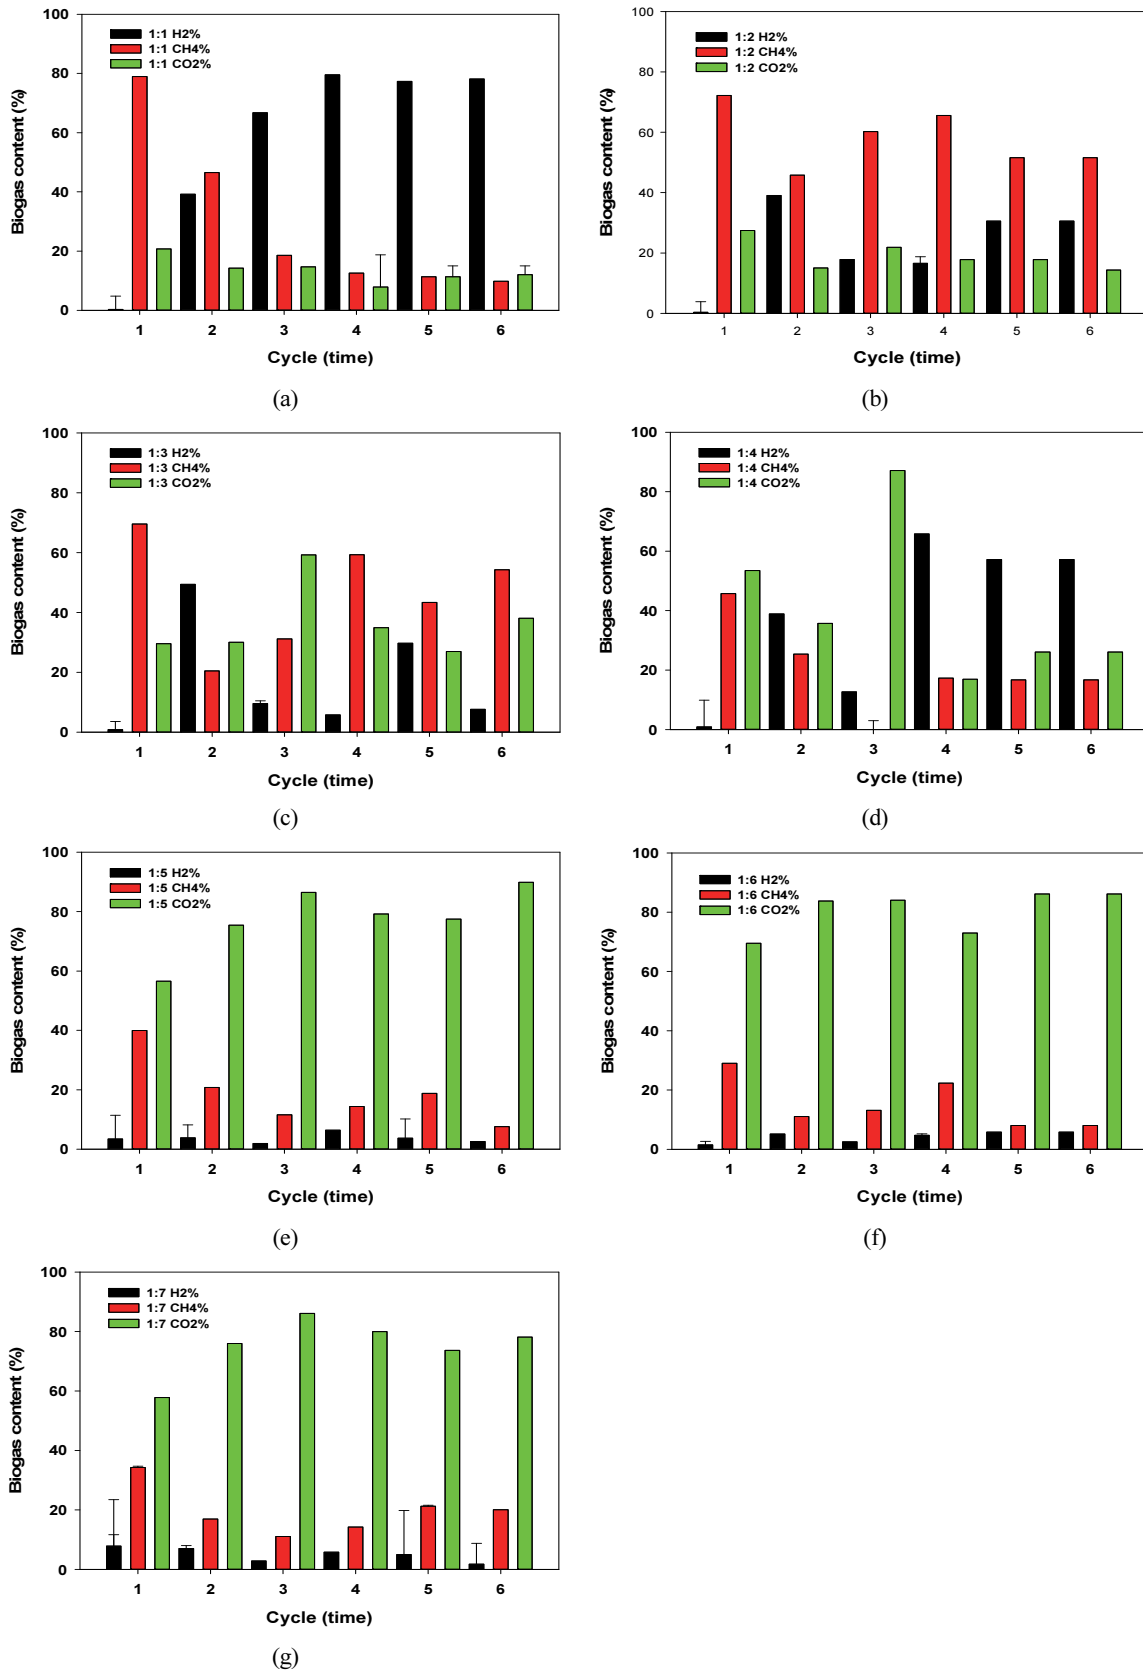 1:1 H2%
1:1 CH4%
1:1 CO2%
Biogas content (%)
100
80
60
40
20
0
1 2 3 4 5 6
Cycle (time)
(a)
1:2 H2%
1:2 CH4%
1:2 CO2%
Biogas content (%)
100
80
60
40
20
0
1 2 3 4 5 6
Cycle (time)
(b)
1:3 H2%
1:3 CH4%
1:3 CO2%
Biogas content (%)
100
80
60
40
20
0
1 2 3 4 5 6
Cycle (time)
(c)
1:4 H2%
1:4 CH4%
1:4 CO2%
Biogas content (%)
100
80
60
40
20
0
1 2 3 4 5 6
Cycle (time)
(d)
1:5 H2%
1:5 CH4%
1:5 CO2%
Biogas content (%)
100
80
60
40
20
0
1 2 3 4 5 6
Cycle (time)
(e)
1:6 H2%
1:6 CH4%
1:6 CO2%
Biogas content (%)
100
80
60
40
20
0
1 2 3 4 5 6
Cycle (time)
(f)
1:7 H2%
1:7 CH4%
1:7 CO2%
Biogas content (%)
100
80
60
40
20
0
1 2 3 4 5 6
Cycle (time)
(g)